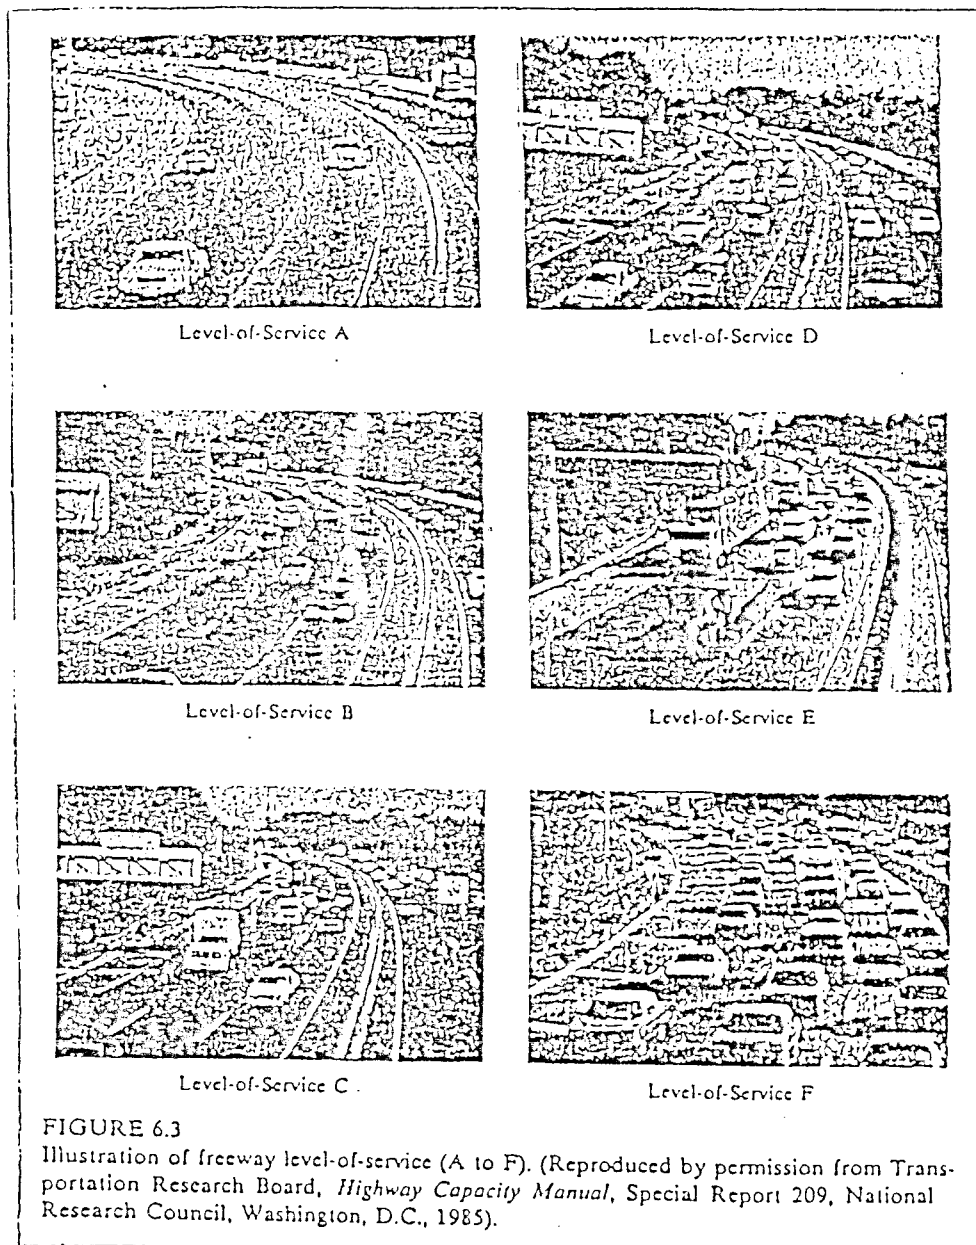 Level-of-Service A
Level-of-Service D
Level-of-Service B
Level-of-Service E
Level-of-Service C
Level-of-Service F
FIGURE 6.3
Illustration of freeway level-of-service (A to F). (Reproduced by permission from Trans-
portation Research Board, Highway Capacity Manual, Special Report 209, National
Research Council, Washington, D.C., 1985).